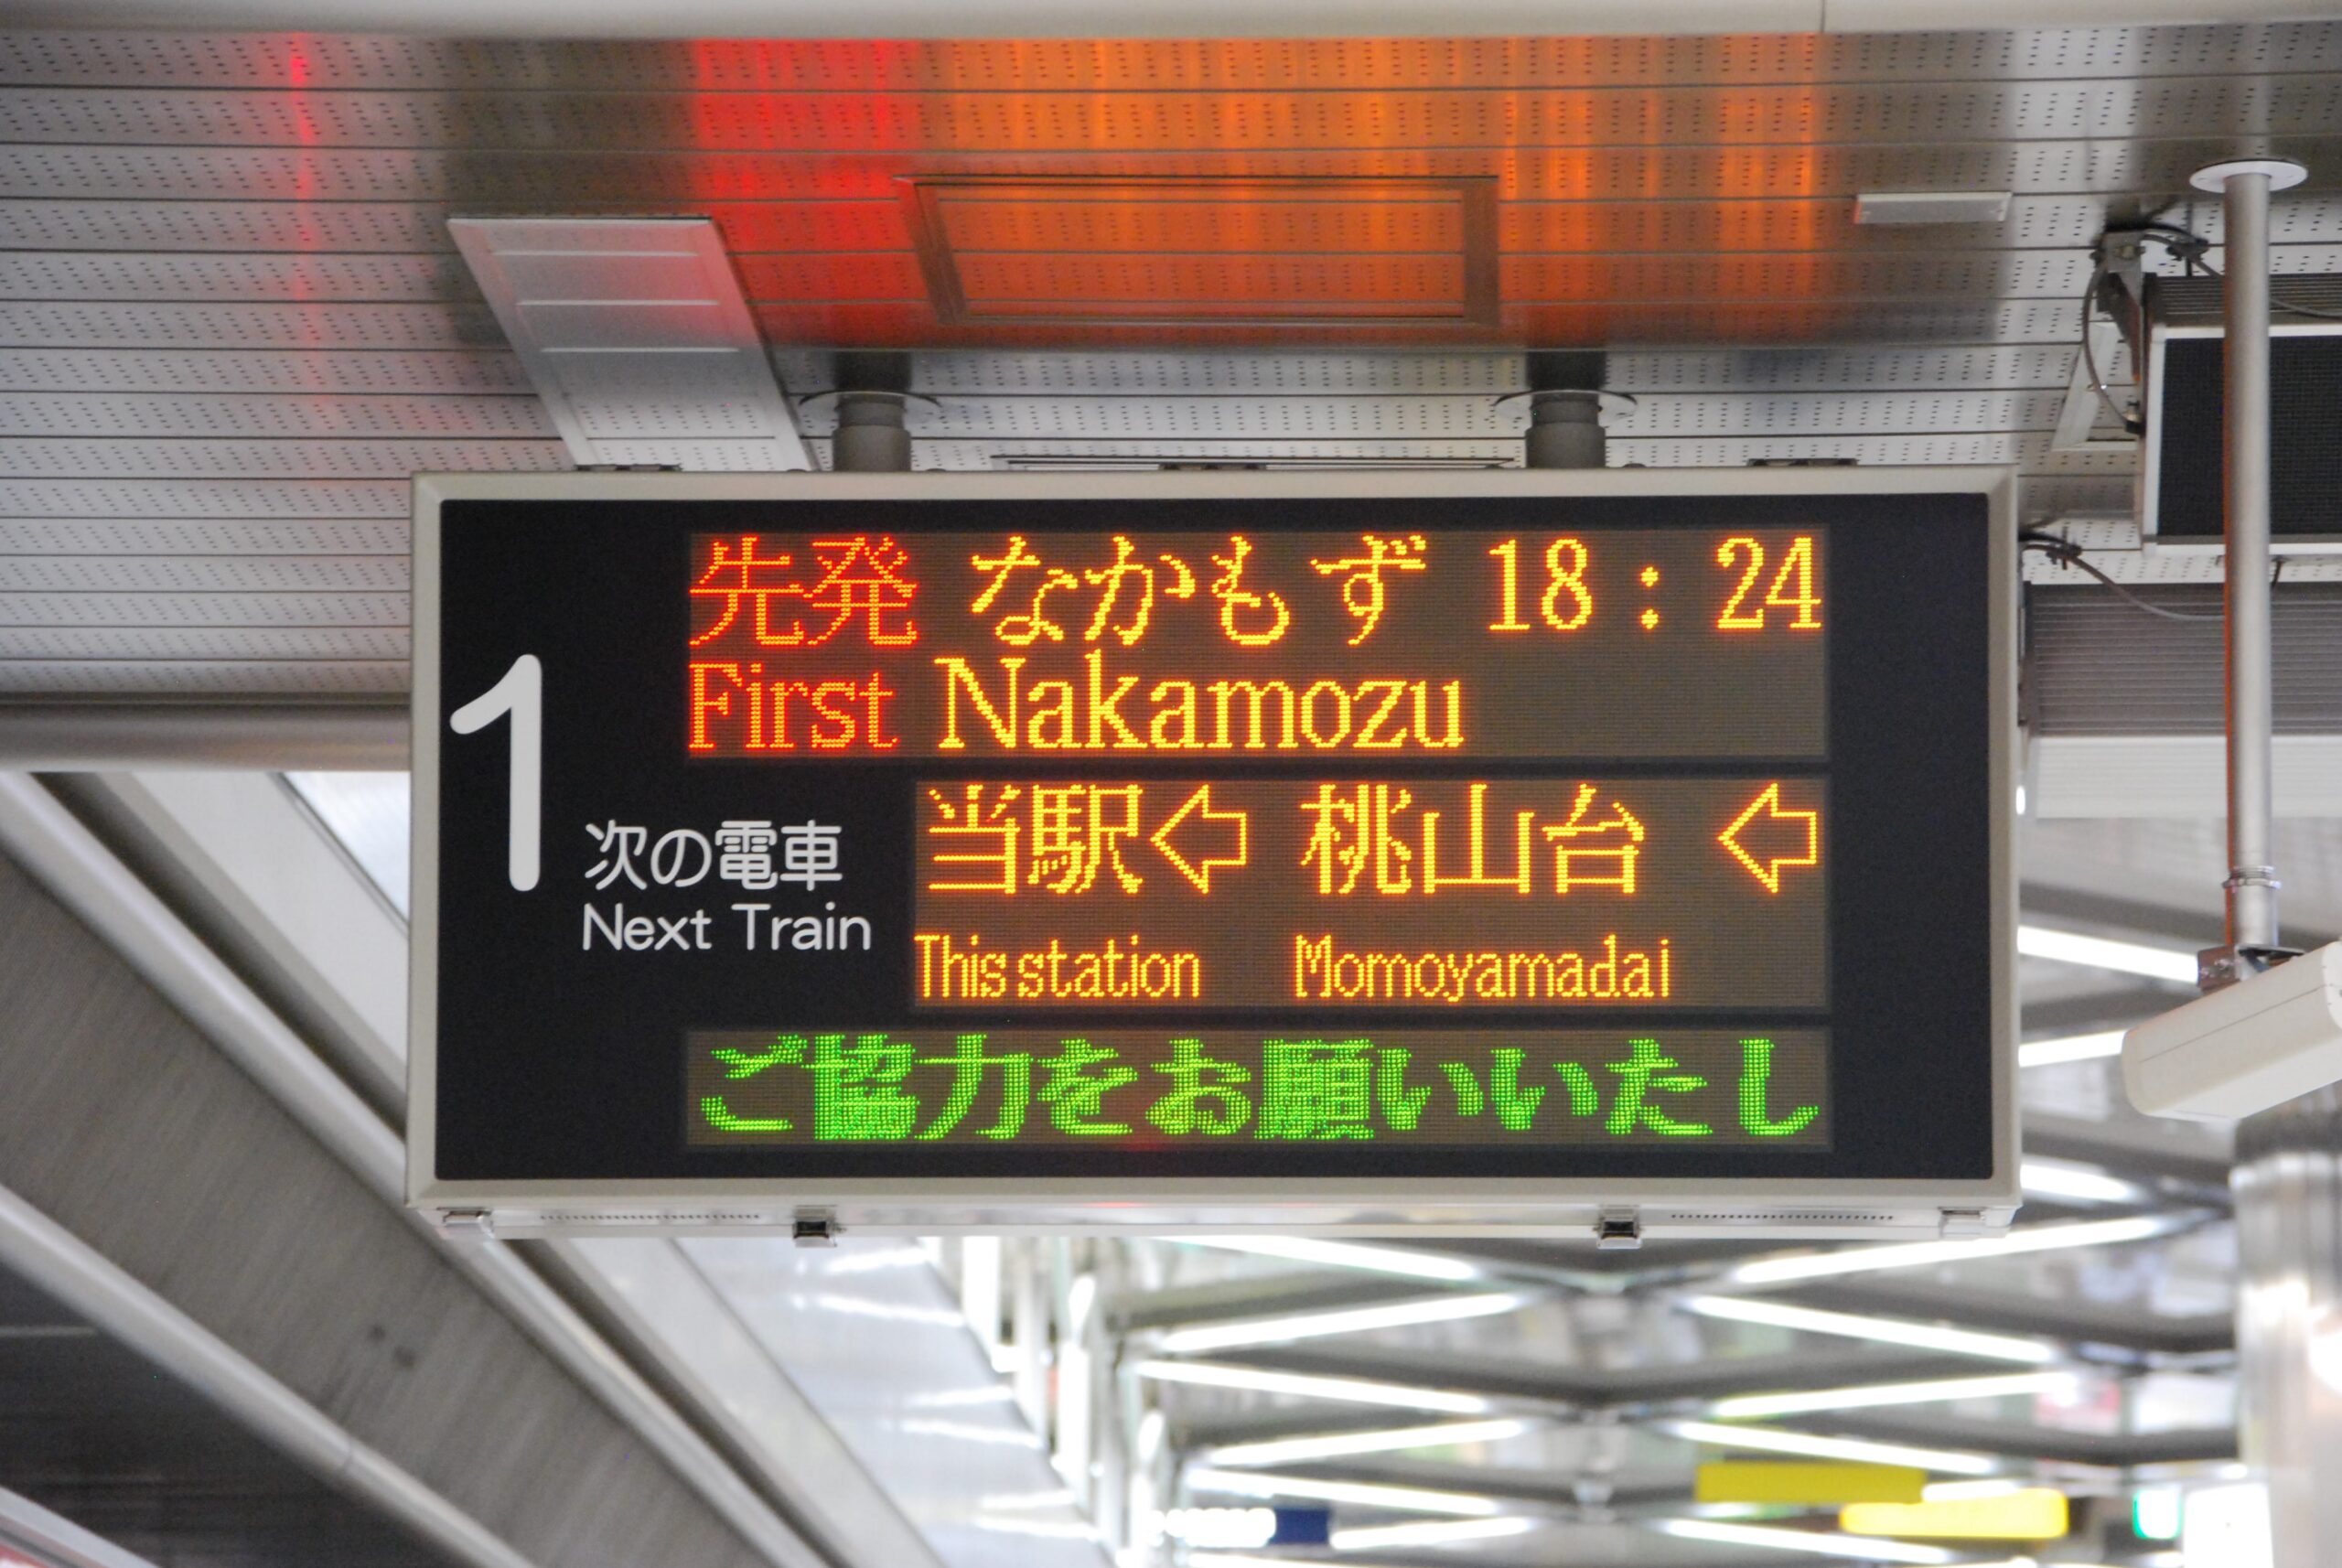 1
先発 なかもず 18:24
First Nakamozu
次の電車
Next Train
当駅⇦ 桃山台 ⇦
This station Momoyamadai
ご協力をお願いいたし